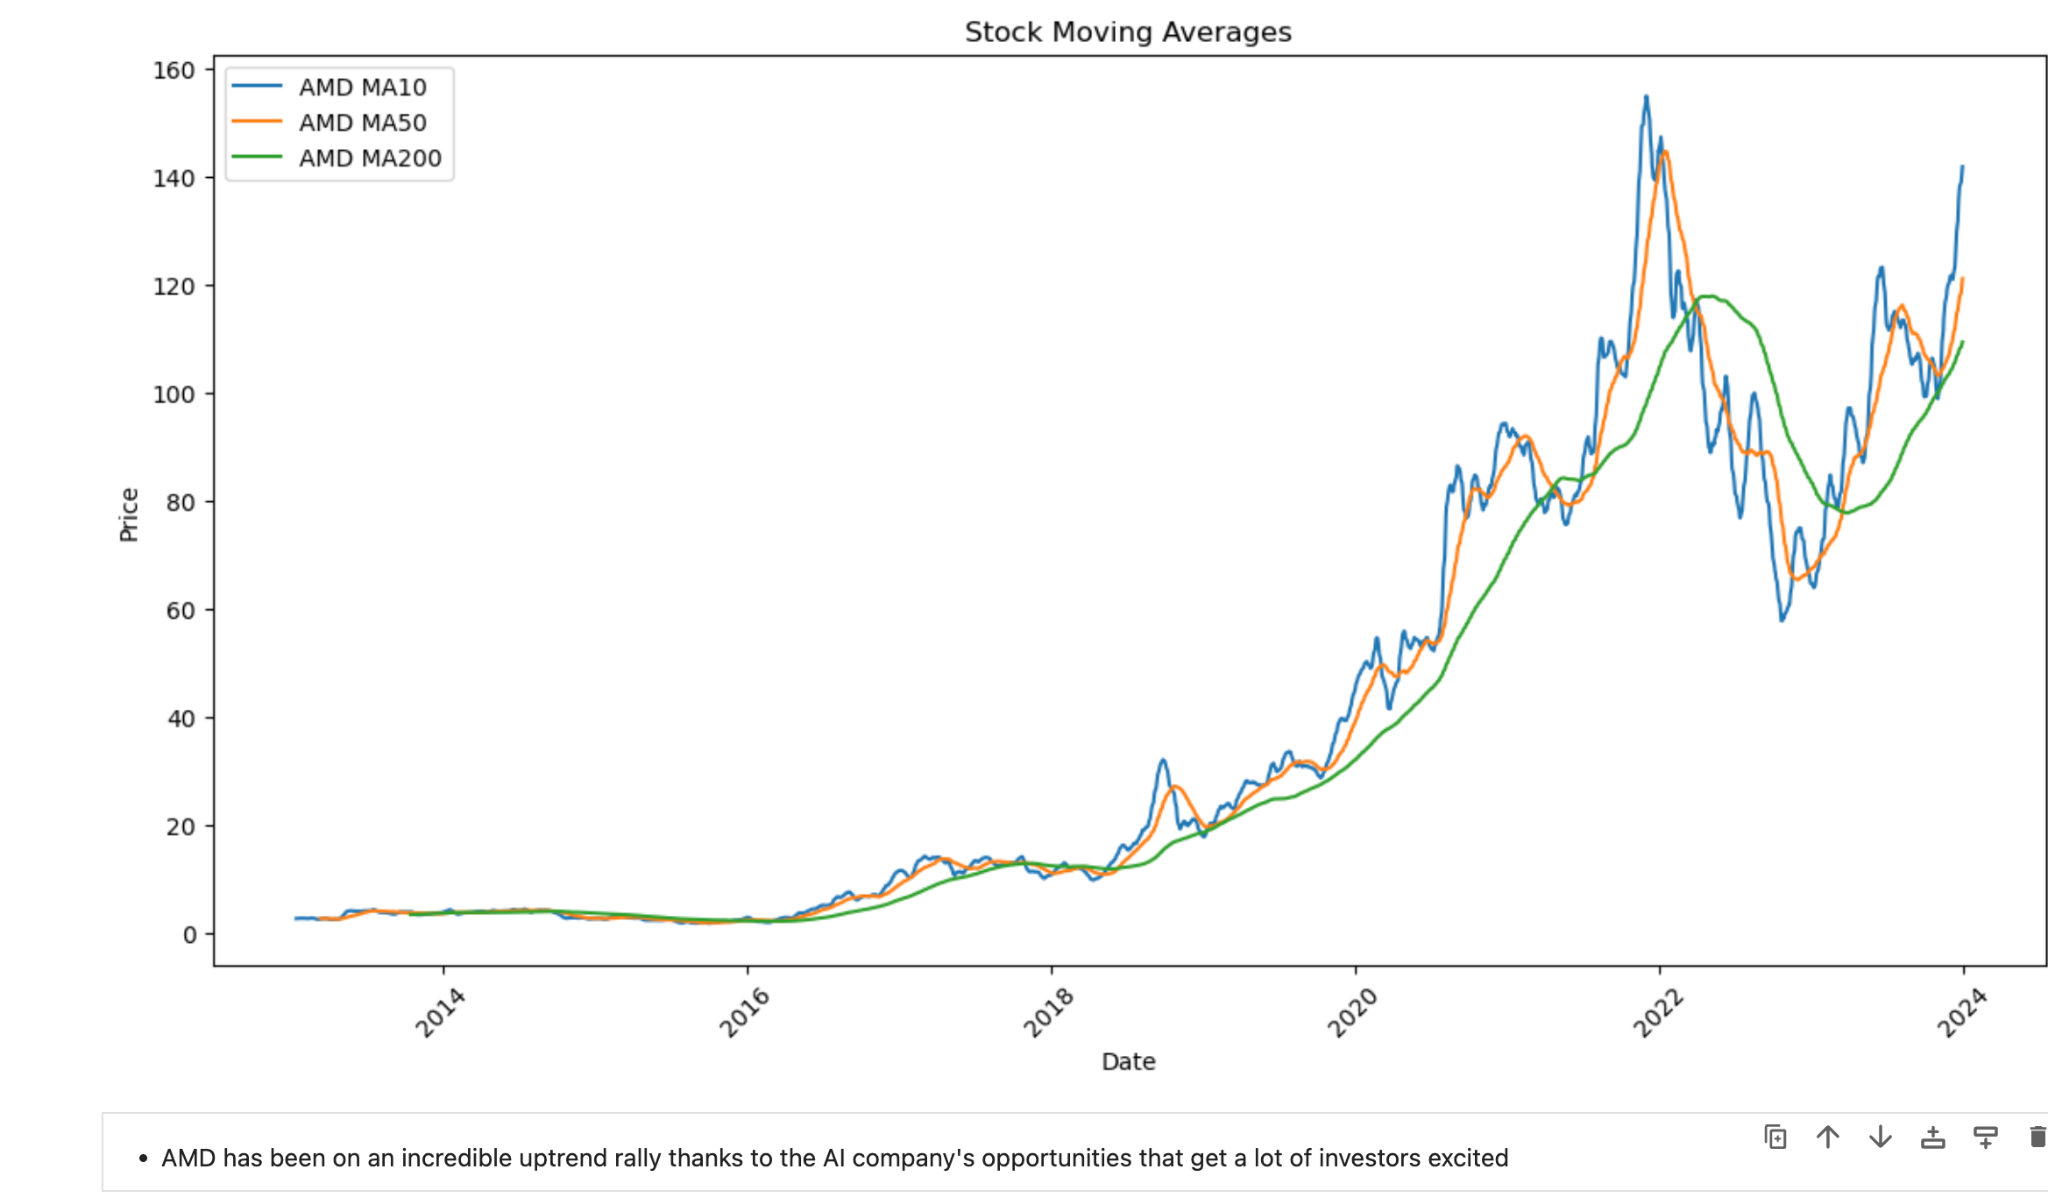 Stock Moving Averages
AMD MA10
AMD MA50
AMD MA200
160
140
120
100
80
60
40
20
0
Price
2014
2016
2018
2020
2022
2024
Date
• AMD has been on an incredible uptrend rally thanks to the AI company's opportunities that get a lot of investors excited